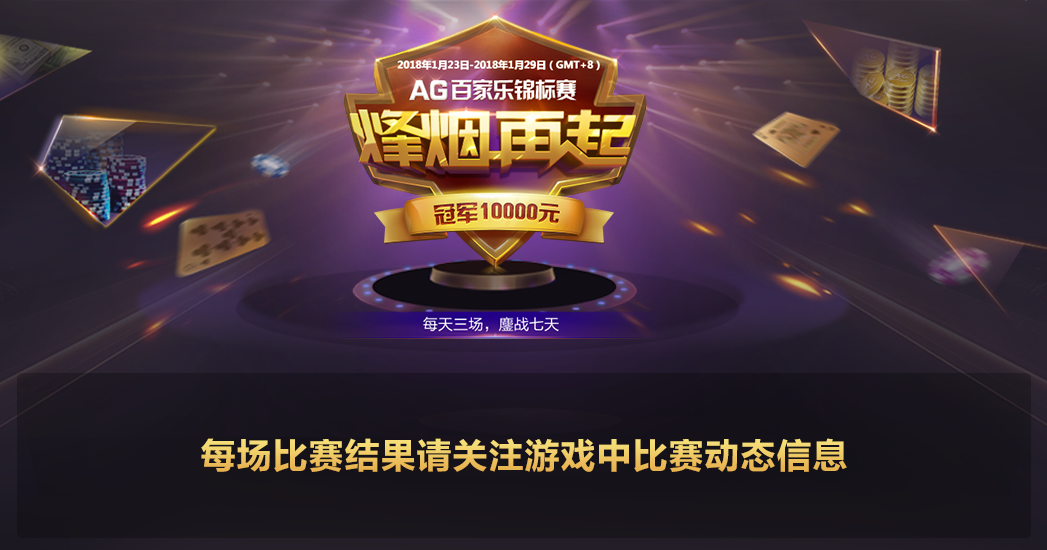 2018年1月23日-2018年1月29日（GMT+8）
AG百家乐锦标赛
烽烟再起
冠军10000元
每天三场，鏖战七天
每场比赛结果请关注游戏中比赛动态信息